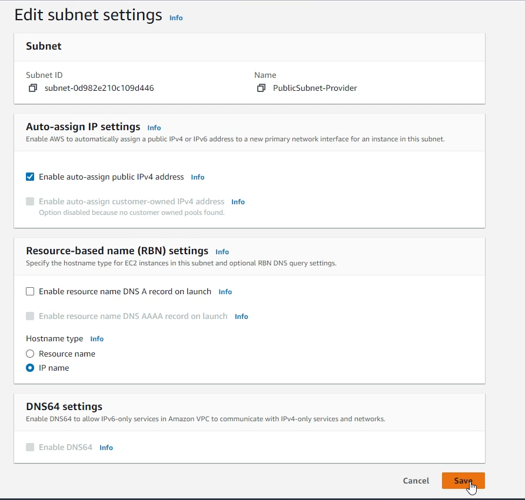 Edit subnet settings Info
Subnet
Subnet ID Name
subnet-0d982e210c109d446 PublicSubnet-Provider
Auto-assign IP settings Info
Enable AWS to automatically assign a public IPv4 or IPv6 address to a new primary network interface for an instance in this subnet.
Enable auto-assign public IPv4 address Info
Enable auto-assign customer-owned IPv4 address Info
Option disabled because no customer owned pools found.
Resource-based name (RBN) settings Info
Specify the hostname type for EC2 instances in this subnet and optional RBN DNS query settings.
Enable resource name DNS A record on launch Info
Enable resource name DNS AAAA record on launch Info
Hostname type Info
Resource name
IP name
DNS64 settings
Enable DNS64 to allow IPv6-only services in Amazon VPC to communicate with IPv4-only services and networks.
Enable DNS64 Info
Cancel Save